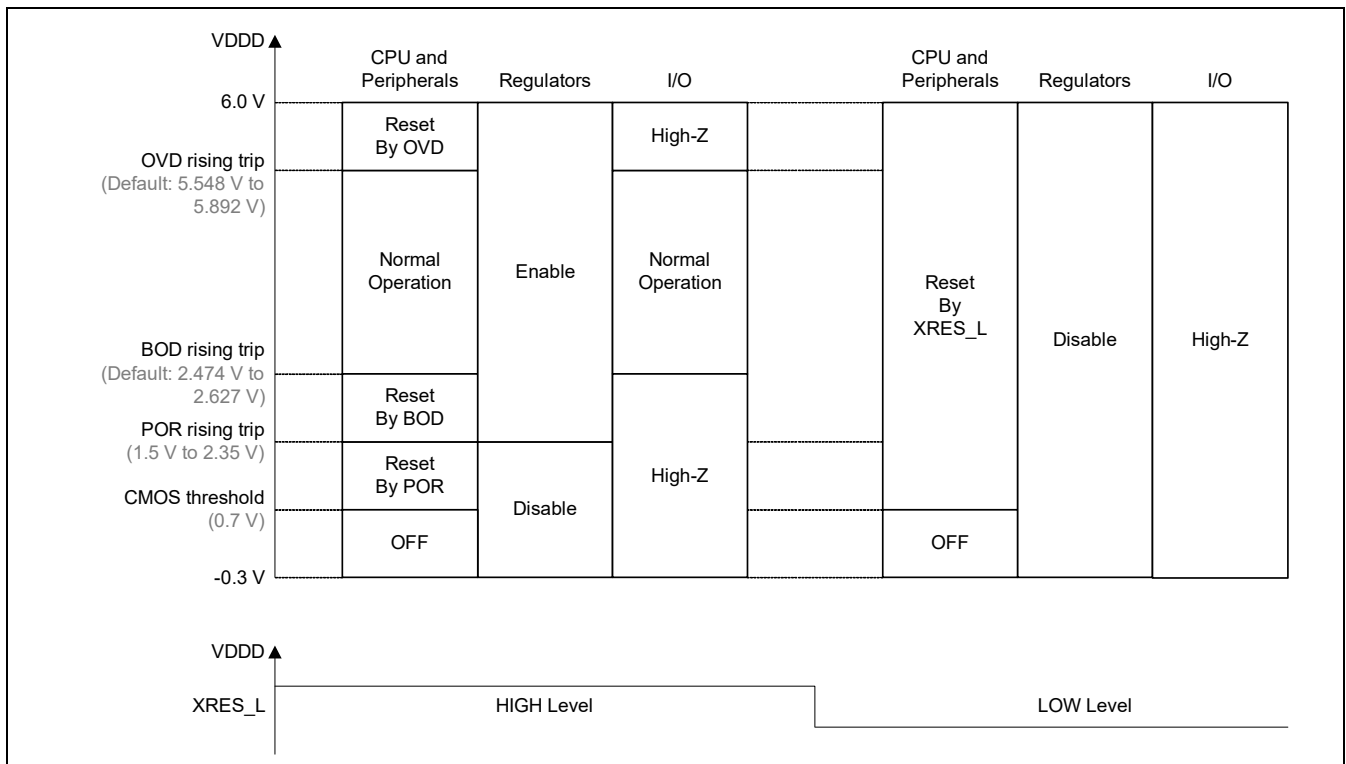 VDDD
CPU and
Peripherals
Regulators
I/O
CPU and
Peripherals
Regulators
I/O
6.0 V
Reset
By OVD
High-Z
OVD rising trip
(Default: 5.548 V to
5.892 V)
Normal
Operation
Enable
Normal
Operation
Reset
By
XRES_L
Disable
High-Z
BOD rising trip
(Default: 2.474 V to
2.627 V)
Reset
By BOD
POR rising trip
(1.5 V to 2.35 V)
Reset
By POR
High-Z
CMOS threshold
(0.7 V)
Disable
OFF
OFF
-0.3 V
VDDD
XRES_L
HIGH Level
LOW Level